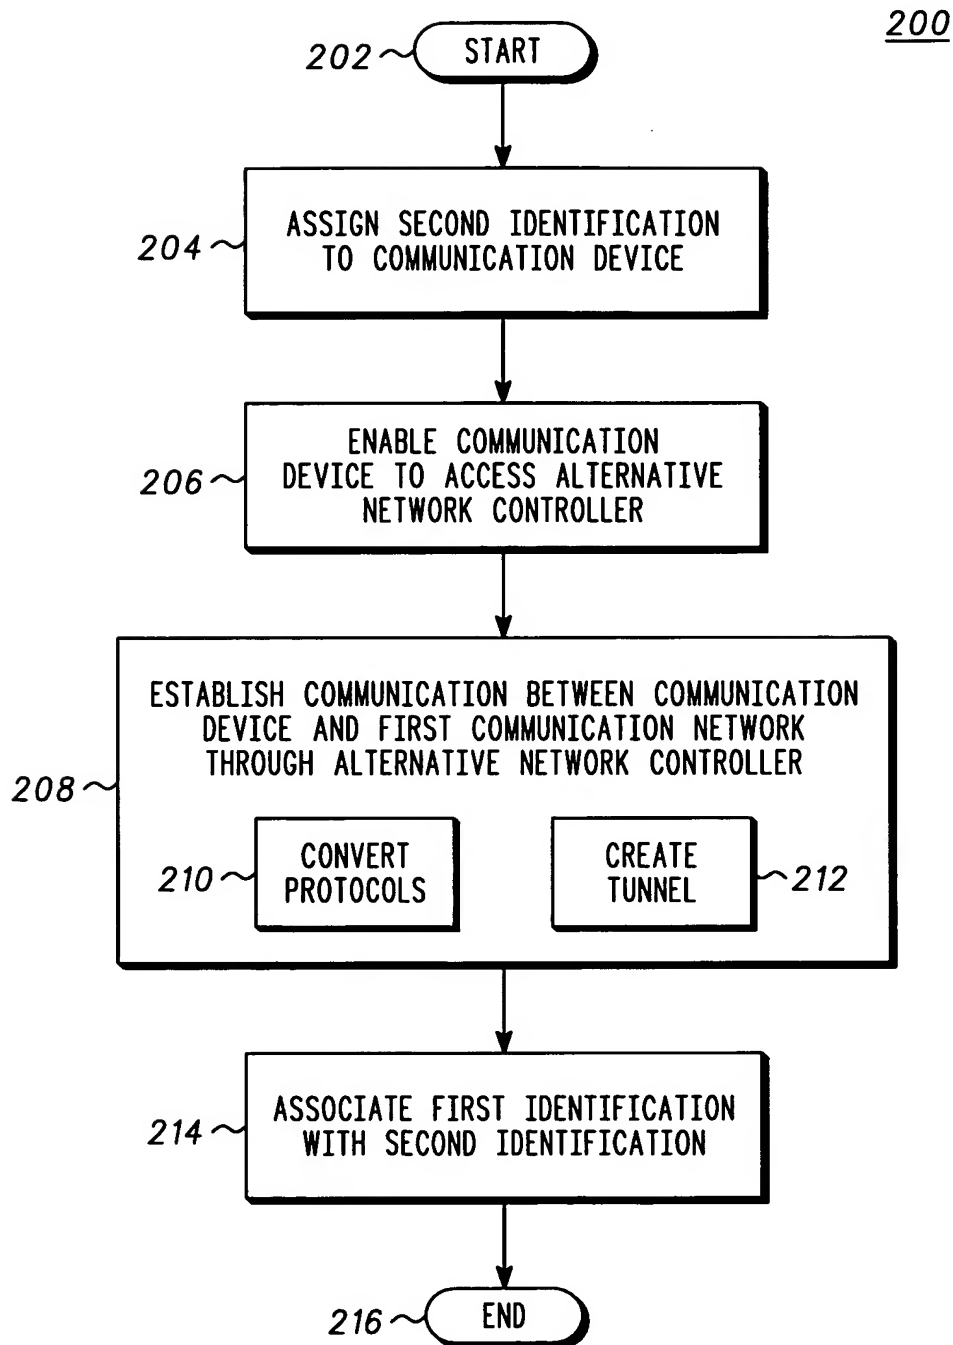 200
202
START
204
ASSIGN SECOND IDENTIFICATION
TO COMMUNICATION DEVICE
206
ENABLE COMMUNICATION
DEVICE TO ACCESS ALTERNATIVE
NETWORK CONTROLLER
208
ESTABLISH COMMUNICATION BETWEEN COMMUNICATION
DEVICE AND FIRST COMMUNICATION NETWORK
THROUGH ALTERNATIVE NETWORK CONTROLLER
210
CONVERT
PROTOCOLS
CREATE
TUNNEL
212
214
ASSOCIATE FIRST IDENTIFICATION
WITH SECOND IDENTIFICATION
216
END